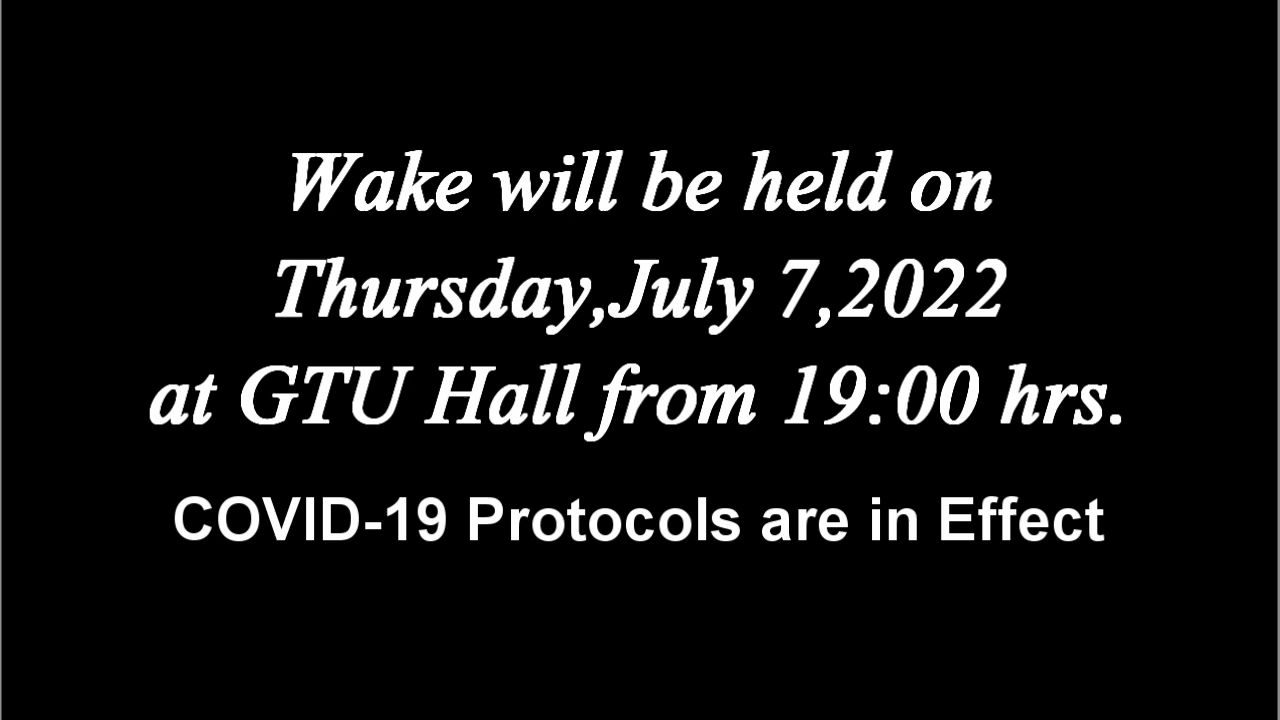 Wake will be held on
Thursday,July 7,2022
at GTU Hall from 19:00 hrs.
COVID-19 Protocols are in Effect